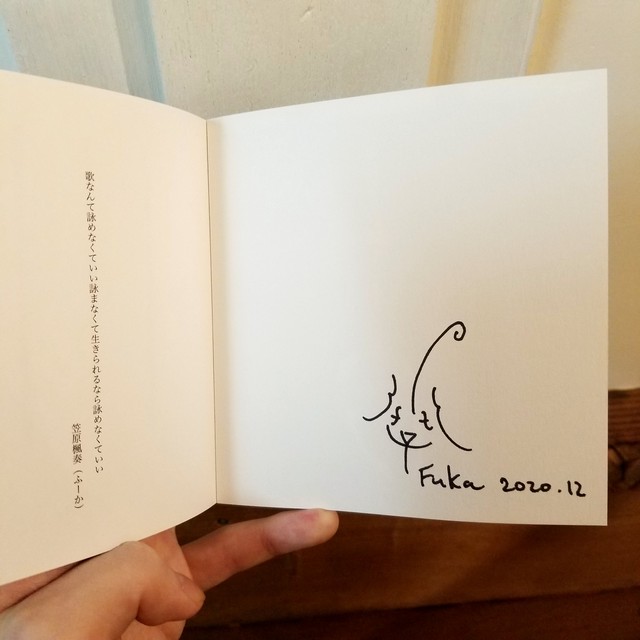 歌なんて詠めなくていい詠まなくて生きられるなら詠めなくていい
笠原楓奏（ふーか）
Fuka 2020.12